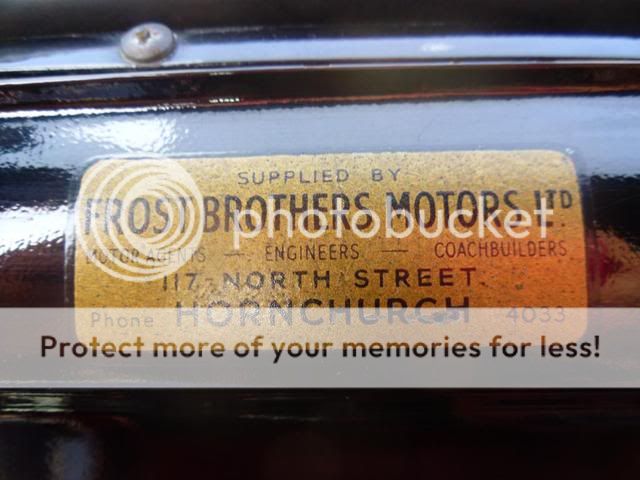 SUPPLIED BY
FROST BROTHERS MOTORS LTD.
MOTOR AGENTS — ENGINEERS — COACHBUILDERS
117, NORTH STREET.
Phone HORNCHURCH 4033
photobucket
Protect more of your memories for less!